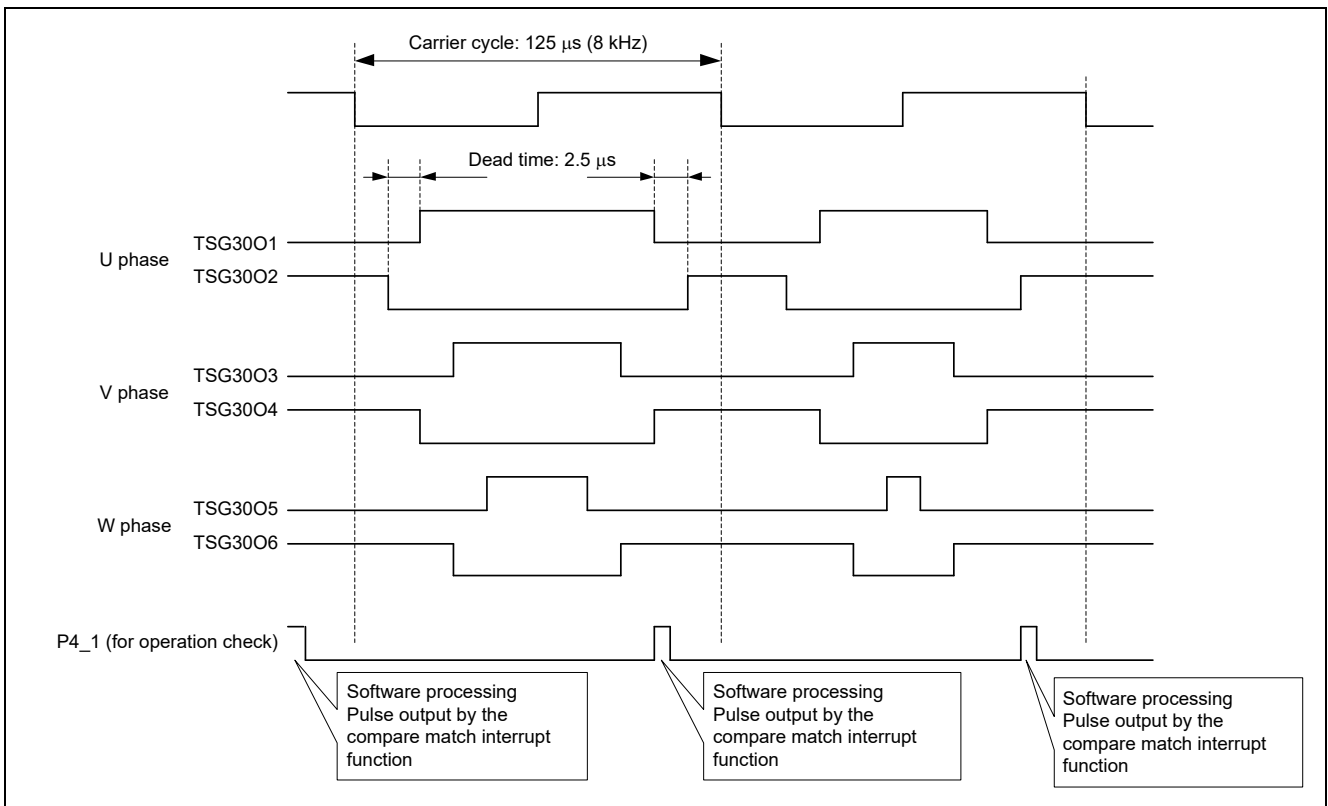 Carrier cycle: 125 μs (8 kHz)
Dead time: 2.5 μs
U phase
TSG30O1
TSG30O2
V phase
TSG30O3
TSG30O4
W phase
TSG30O5
TSG30O6
P4_1 (for operation check)
Software processing
Pulse output by the
compare match interrupt
function
Software processing
Pulse output by the
compare match interrupt
function
Software processing
Pulse output by the
compare match interrupt
function